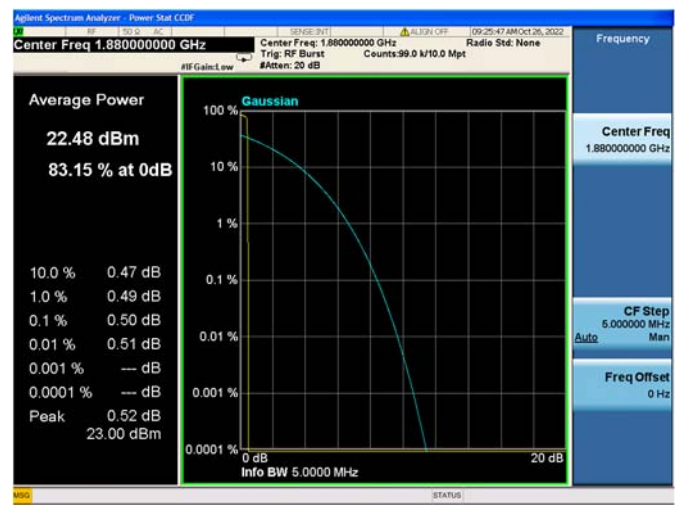 Agilent Spectrum Analyzer - Power Stat CCDF
RF 50 Ω AC SENSE:INT ALIGN OFF 09:25:47 AM Oct 26, 2022
Center Freq 1.880000000 GHz
Center Freq: 1.880000000 GHz Radio Std: None
Trig: RF Burst Counts:99.0 k/10.0 Mpt
#IFGain:Low #Atten: 20 dB
Frequency
Average Power
22.48 dBm
83.15 % at 0dB
10.0 % 0.47 dB
1.0 % 0.49 dB
0.1 % 0.50 dB
0.01 % 0.51 dB
0.001 % --- dB
0.0001 % --- dB
Peak 0.52 dB
23.00 dBm
Gaussian
100 %
10 %
1 %
0.1 %
0.01 %
0.001 %
0.0001 %
0 dB 20 dB
Info BW 5.0000 MHz
Center Freq
1.880000000 GHz
CF Step
5.000000 MHz
Auto Man
Freq Offset
0 Hz
MSG STATUS